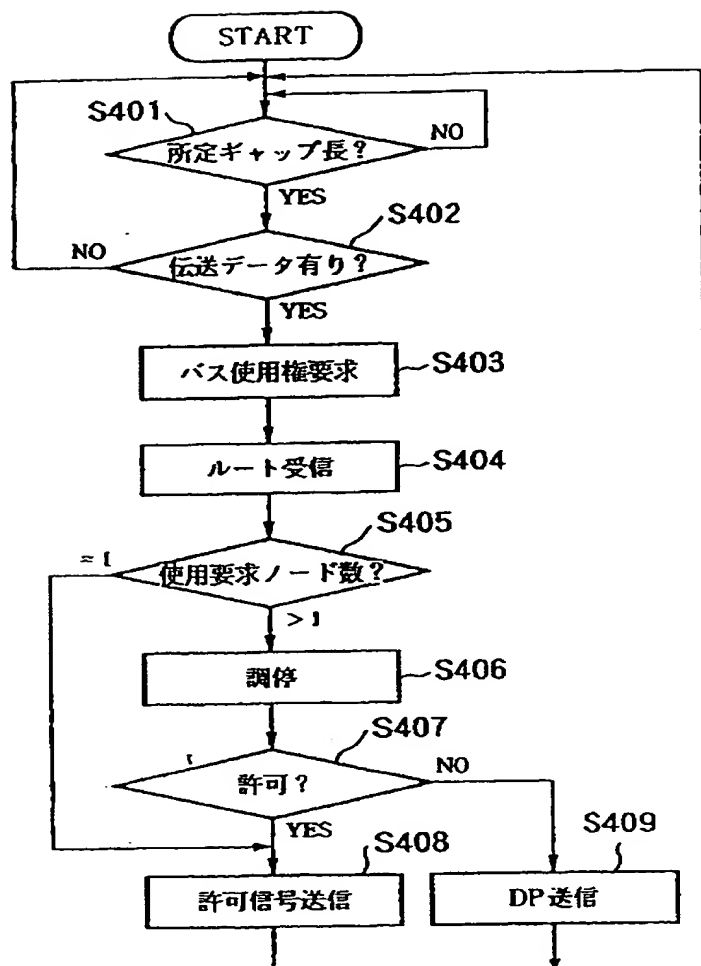 START
S401
所定ギャップ長?
NO
YES
S402
NO
伝送データ有り?
YES
バス使用権要求
S403
ルート受信
S404
S405
=1
使用要求ノード数?
>1
調停
S406
S407
許可?
NO
YES
S408
S409
許可信号送信
DP送信